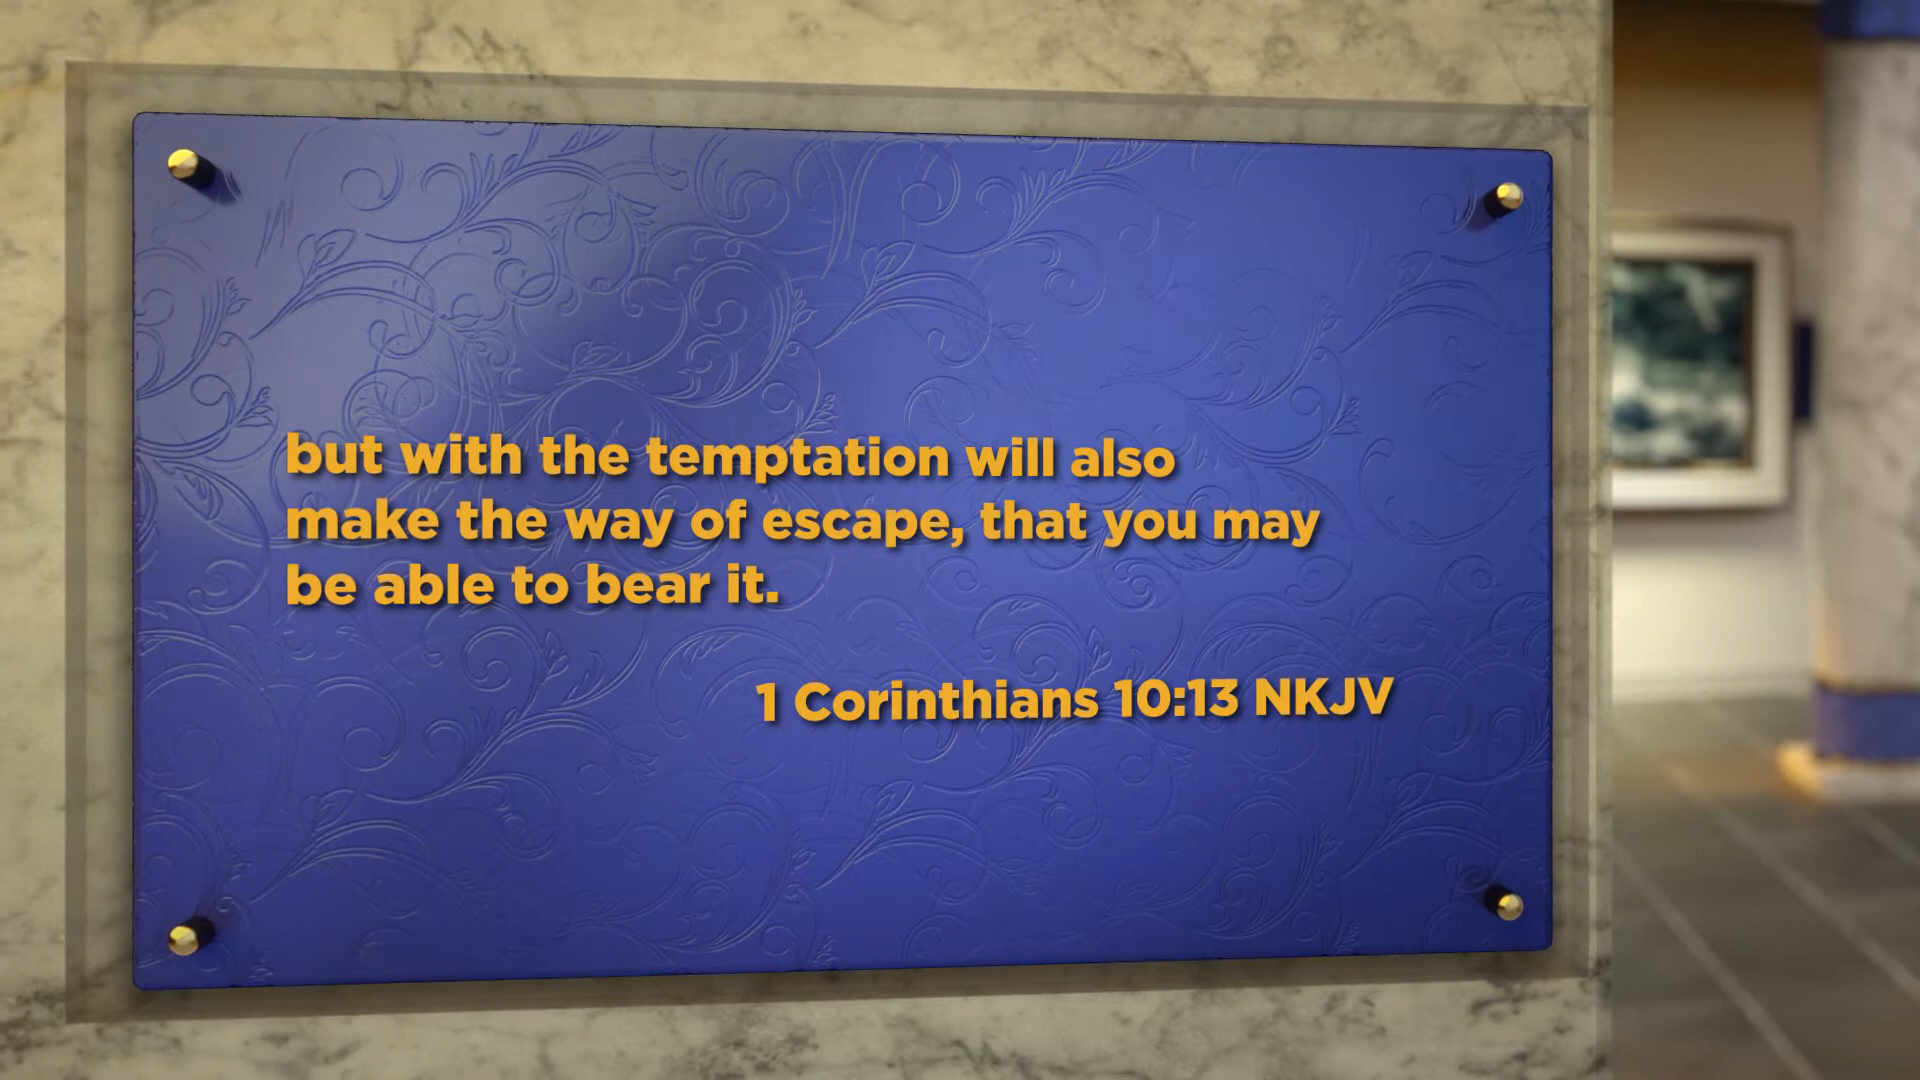 but with the temptation will also
make the way of escape, that you may
be able to bear it.
1 Corinthians 10:13 NKJV